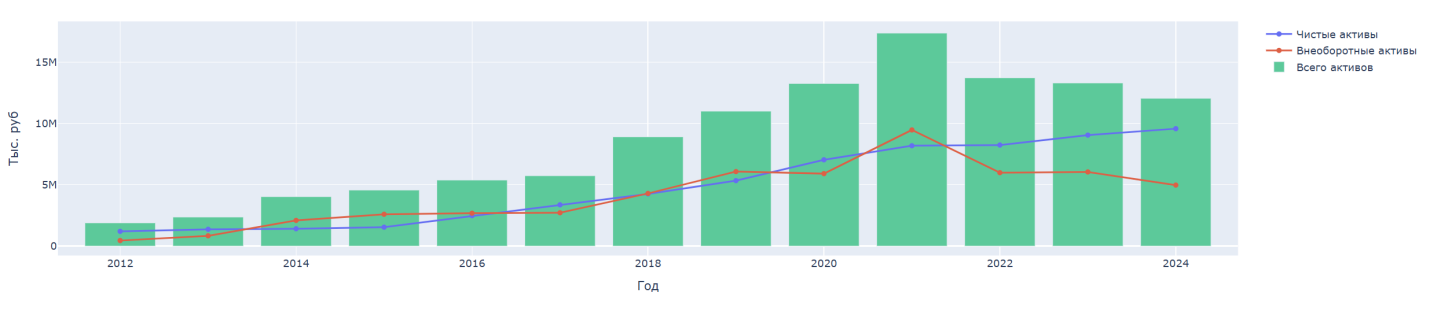 Чистые активы
Внеоборотные активы
Всего активов
15M
10M
5M
0
Тыс. руб
2012 2014 2016 2018 2020 2022 2024
Год